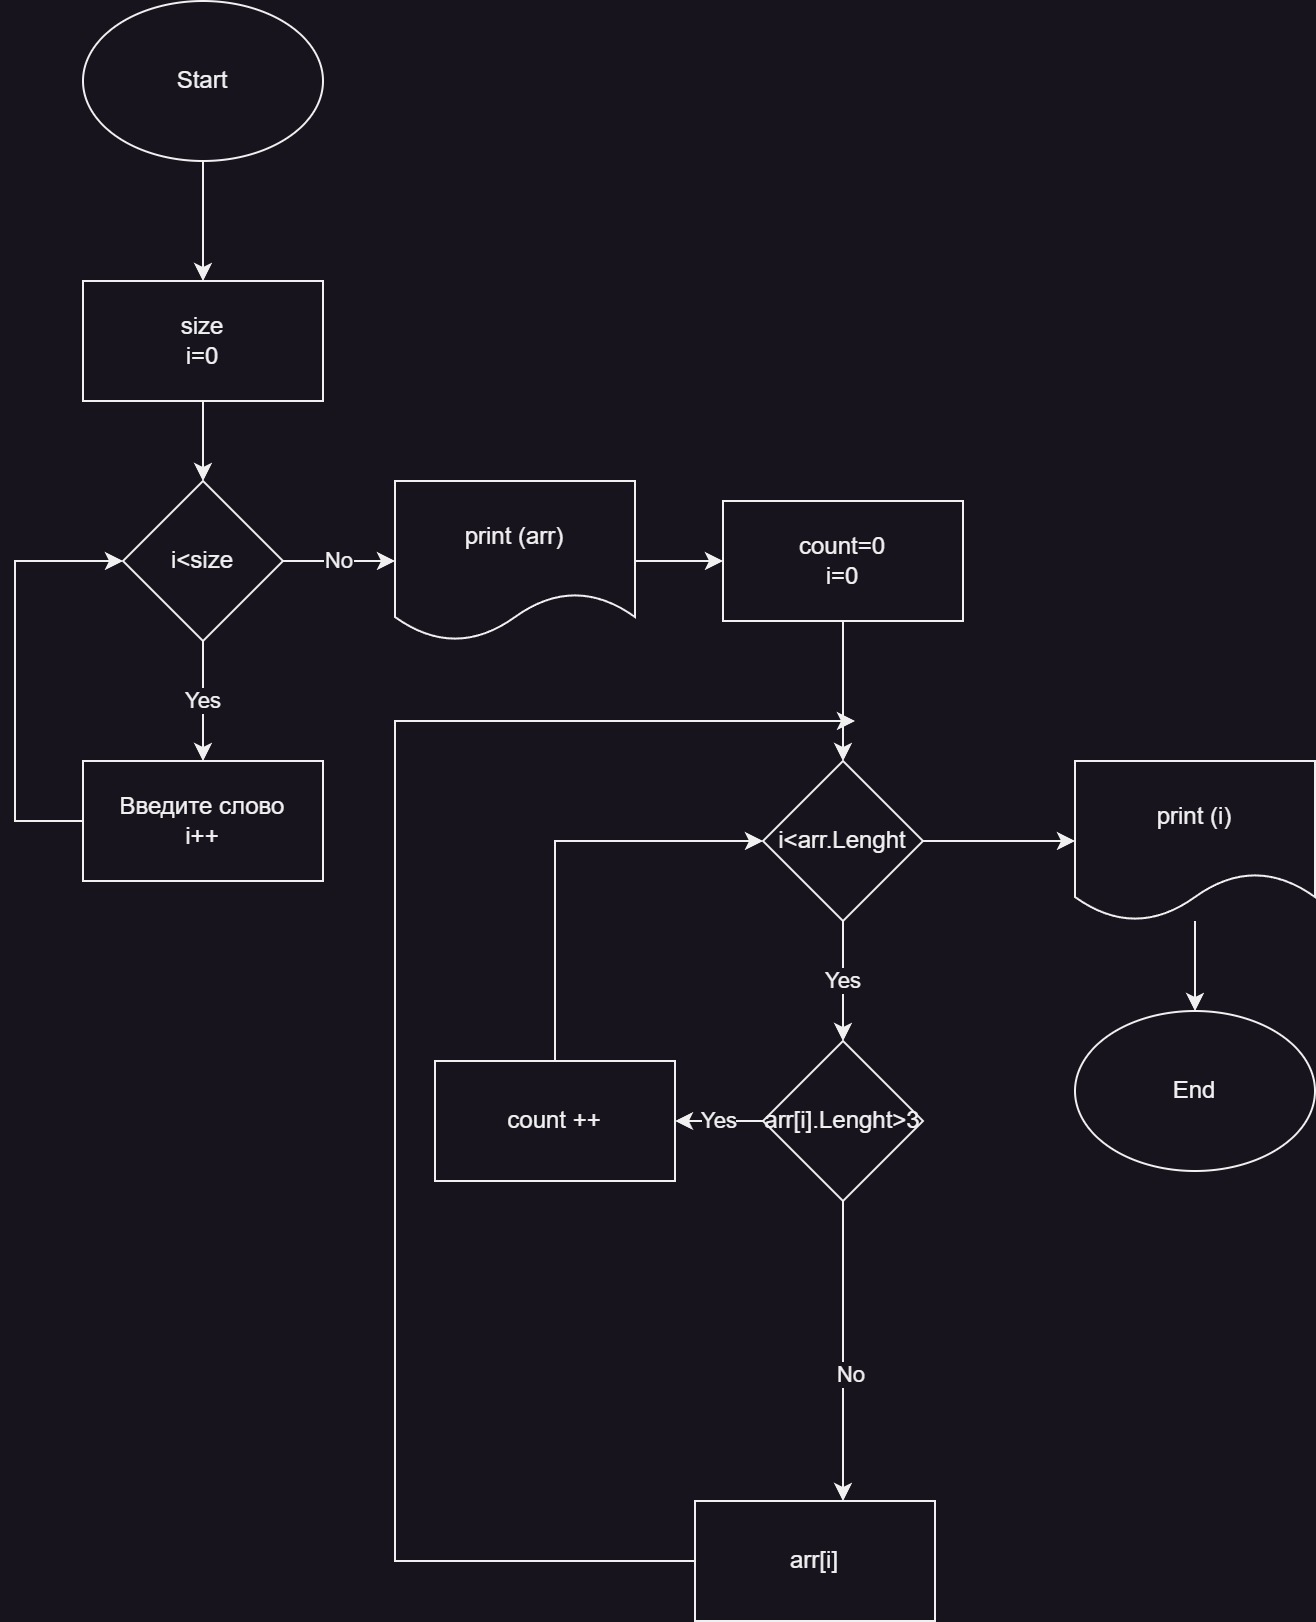 Start
size
i=0
i<size
No
print (arr)
count=0
i=0
Yes
Введите слово
i++
i<arr.Lenght
print (i)
Yes
End
count ++
Yes
arr[i].Lenght>3
No
arr[i]